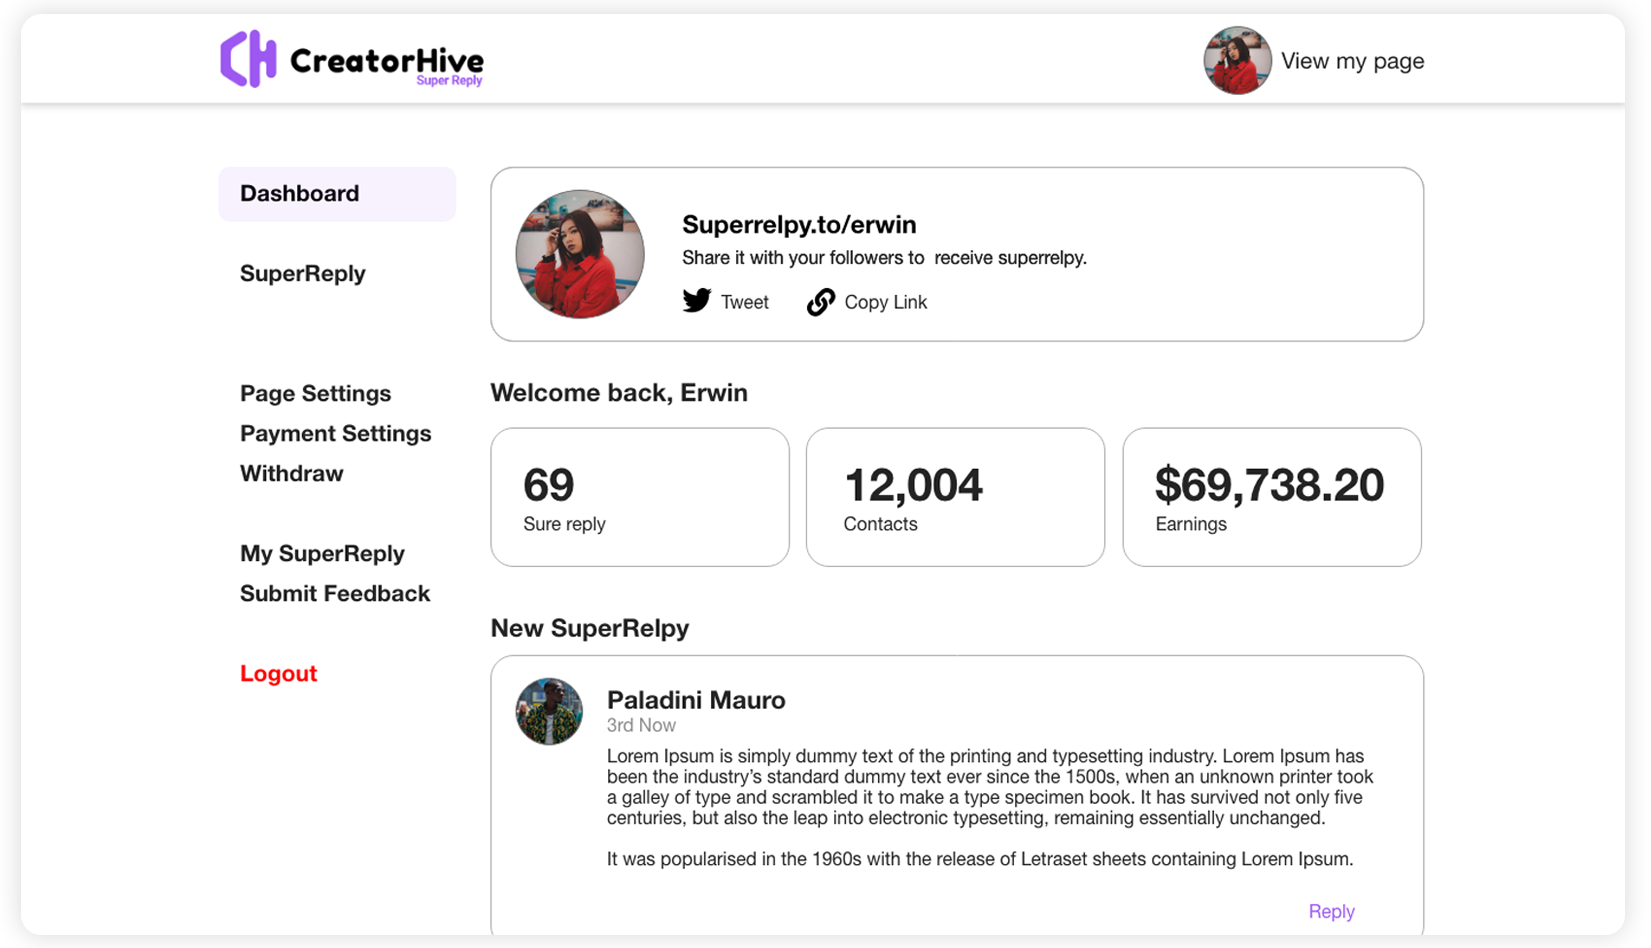 CreatorHive
Super Reply
View my page
Dashboard
SuperReply
Page Settings
Payment Settings
Withdraw
My SuperReply
Submit Feedback
Logout
Superrelpy.to/erwin
Share it with your followers to  receive superrelpy.
Tweet
Copy Link
Welcome back, Erwin
69
Sure reply
12,004
Contacts
$69,738.20
Earnings
New SuperRelpy
Paladini Mauro
3rd Now
Lorem Ipsum is simply dummy text of the printing and typesetting industry. Lorem Ipsum has
been the industry’s standard dummy text ever since the 1500s, when an unknown printer took
a galley of type and scrambled it to make a type specimen book. It has survived not only five
centuries, but also the leap into electronic typesetting, remaining essentially unchanged.
It was popularised in the 1960s with the release of Letraset sheets containing Lorem Ipsum.
Reply